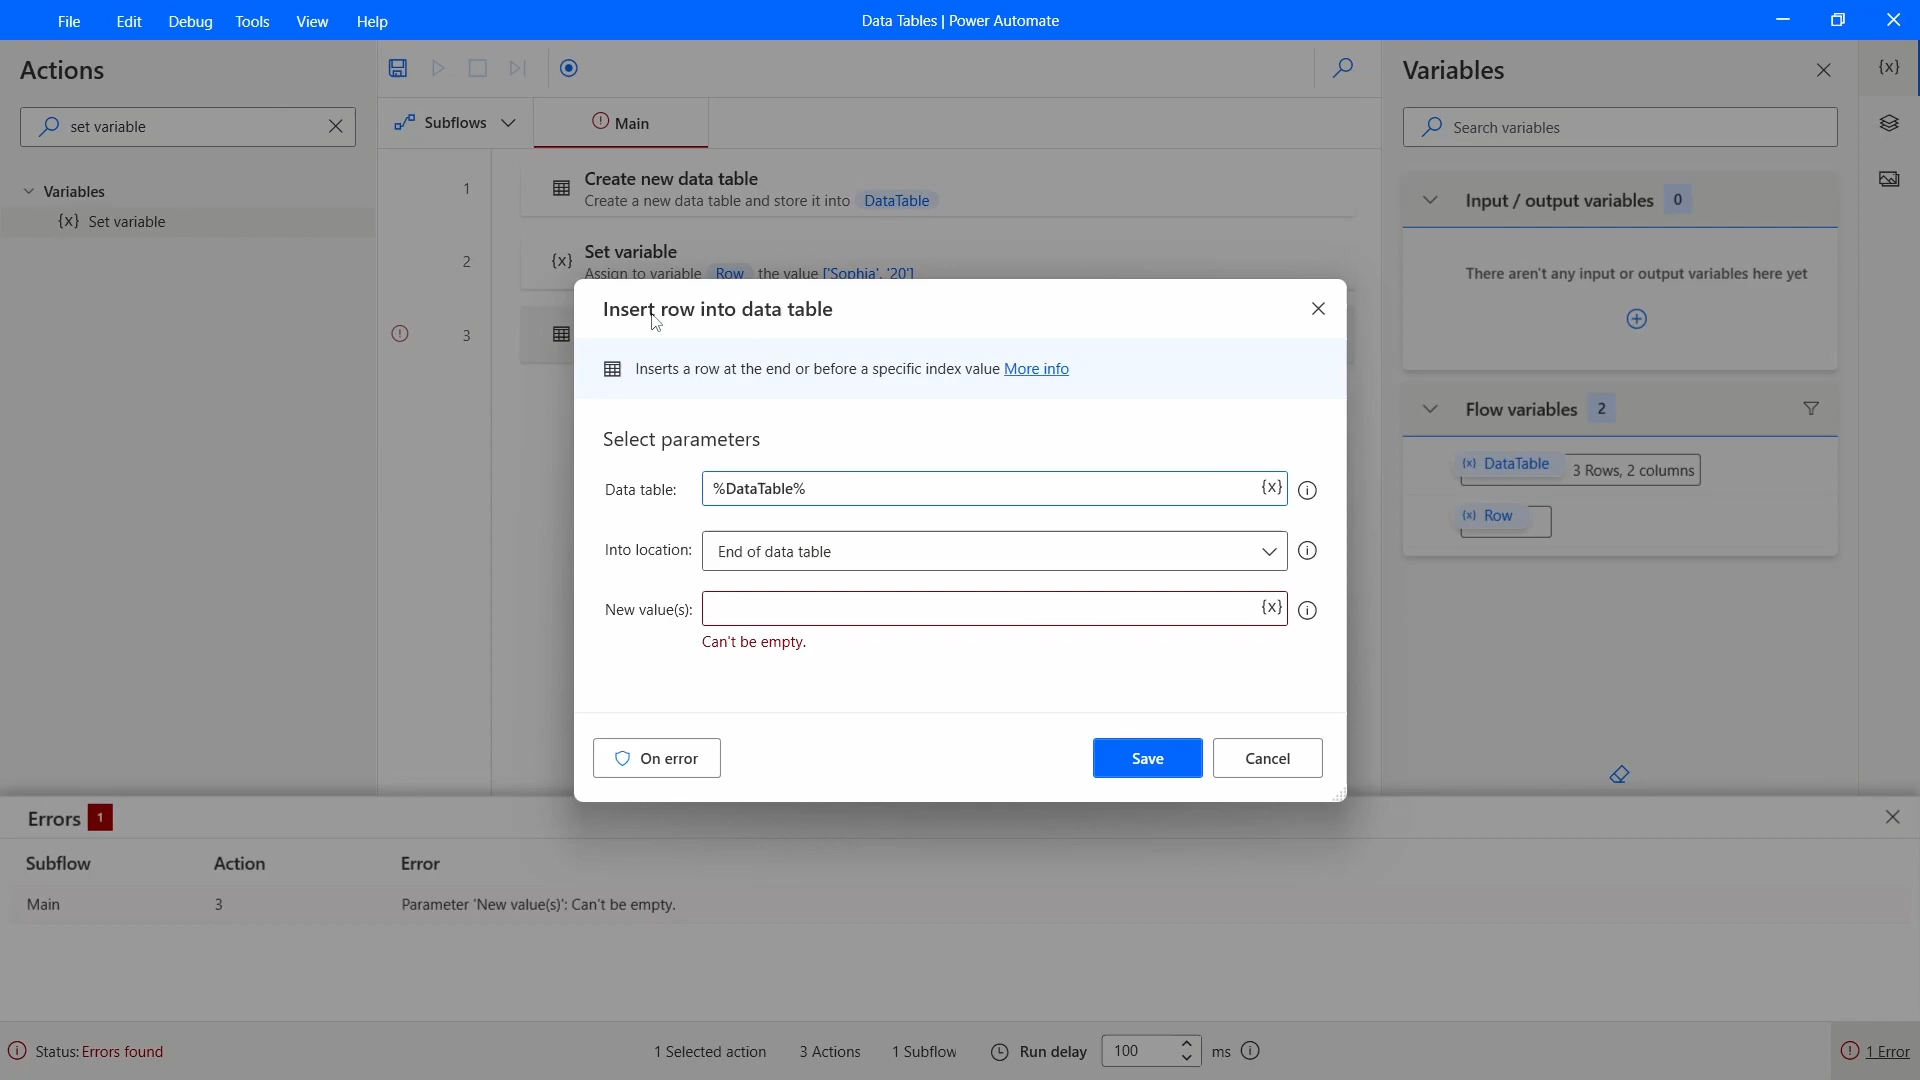 File Edit Debug Tools View Help
Data Tables | Power Automate
Actions
set variable
Variables
{x} Set variable
Subflows
Main
1
Create new data table
Create a new data table and store it into DataTable
2
{x}
Set variable
Assign to variable Row the value ['Sophia', '20']
3
Insert row into data table
Inserts a row at the end or before a specific index value More info
Select parameters
Data table: %DataTable% {x}
Into location: End of data table
New value(s): {x}
Can't be empty.
On error
Save
Cancel
Variables
{x}
Search variables
Input / output variables 0
There aren't any input or output variables here yet
Flow variables 2
{x} DataTable 3 Rows, 2 columns
{x} Row
Errors 1
Subflow Action Error
Main 3 Parameter 'New value(s)': Can't be empty.
Status: Errors found
1 Selected action 3 Actions 1 Subflow Run delay 100 ms
1 Error